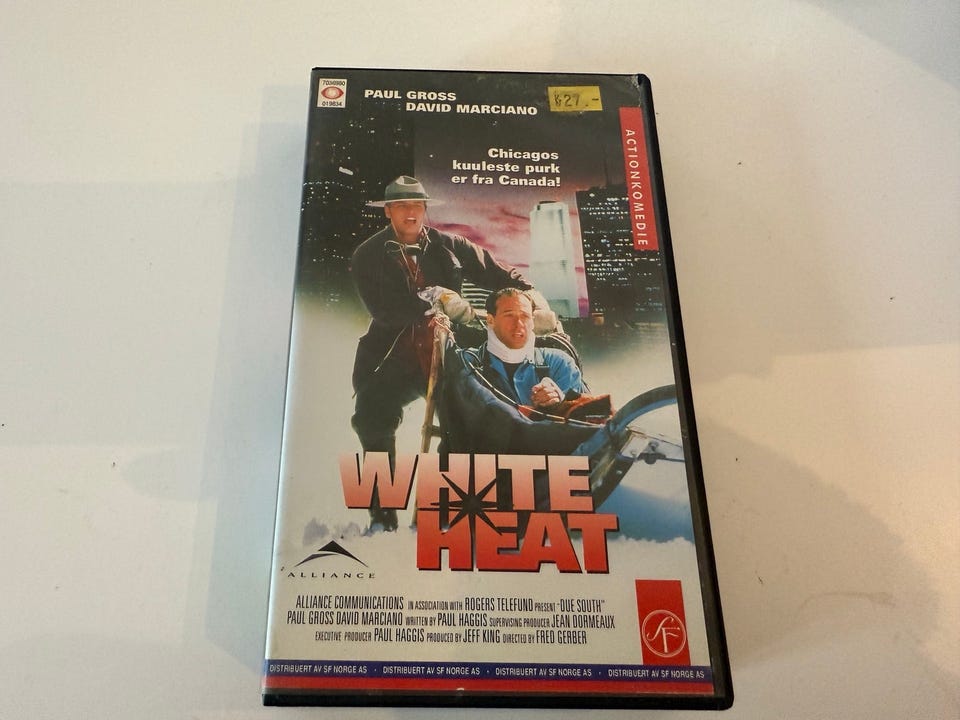 7034980
019834
PAUL GROSS
DAVID MARCIANO
27.-
Chicagos
kuuleste purk
er fra Canada!
ACTIONKOMEDIE
WHITE
HEAT
ALLIANCE
ALLIANCE COMMUNICATIONS IN ASSOCIATION WITH ROGERS TELEFUND PRESENT "DUE SOUTH"
PAUL GROSS DAVID MARCIANO WRITTEN BY PAUL HAGGIS SUPERVISING PRODUCER JEAN DORMEAUX
EXECUTIVE PRODUCER PAUL HAGGIS PRODUCED BY JEFF KING DIRECTED BY FRED GERBER
SF
DISTRIBUERT AV SF NORGE AS · DISTRIBUERT AV SF NORGE AS · DISTRIBUERT AV SF NORGE AS · DISTRIBUERT AV SF NORGE AS